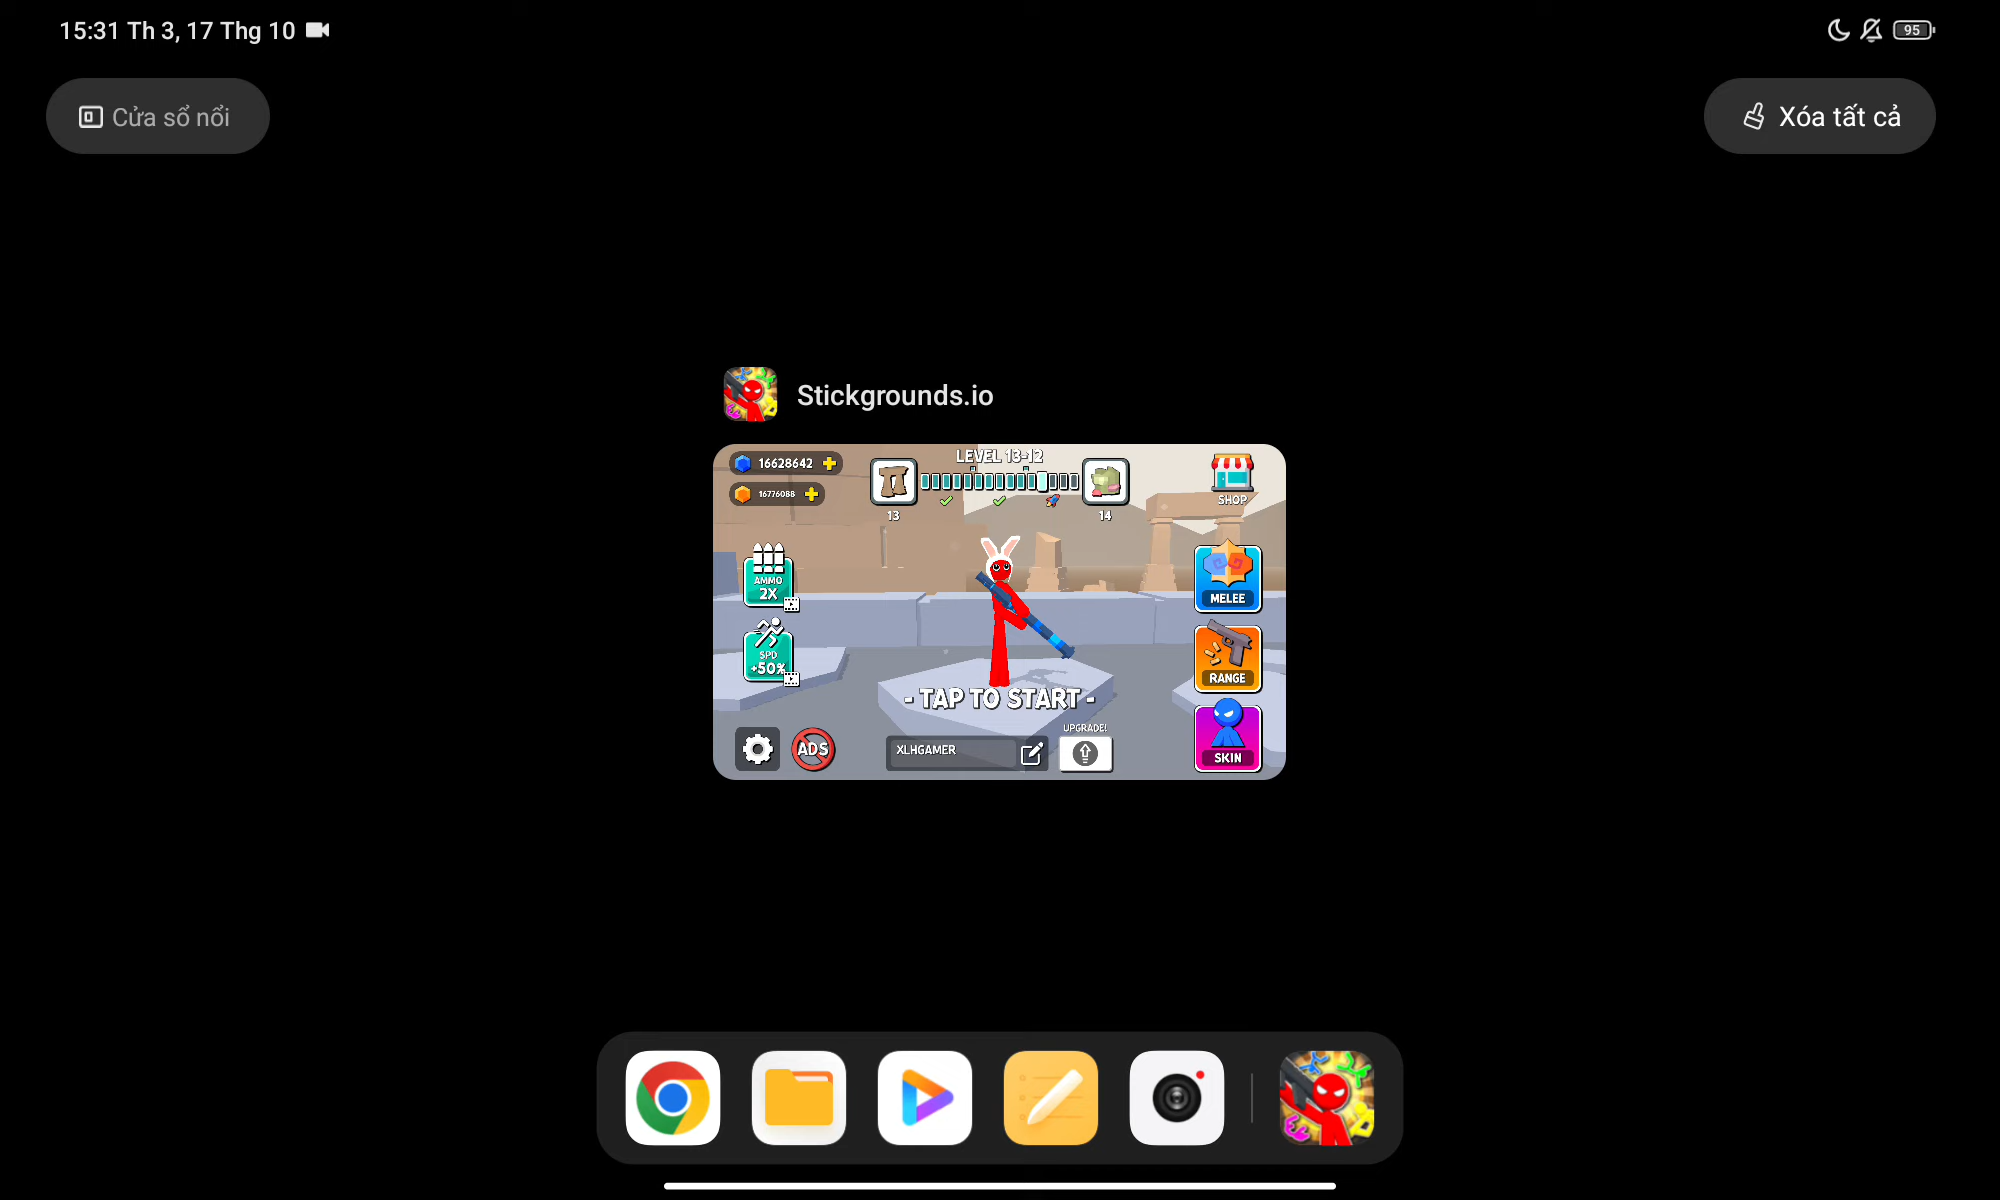 15:31 Th 3, 17 Thg 10
95
Cửa sổ nổi
Xóa tất cả
Stickgrounds.io
16628642
16776088
LEVEL 13-12
13
14
SHOP
AMMO
2X
SPD
+50%
MELEE
RANGE
SKIN
- TAP TO START -
ADS
XLHGAMER
UPGRADE!